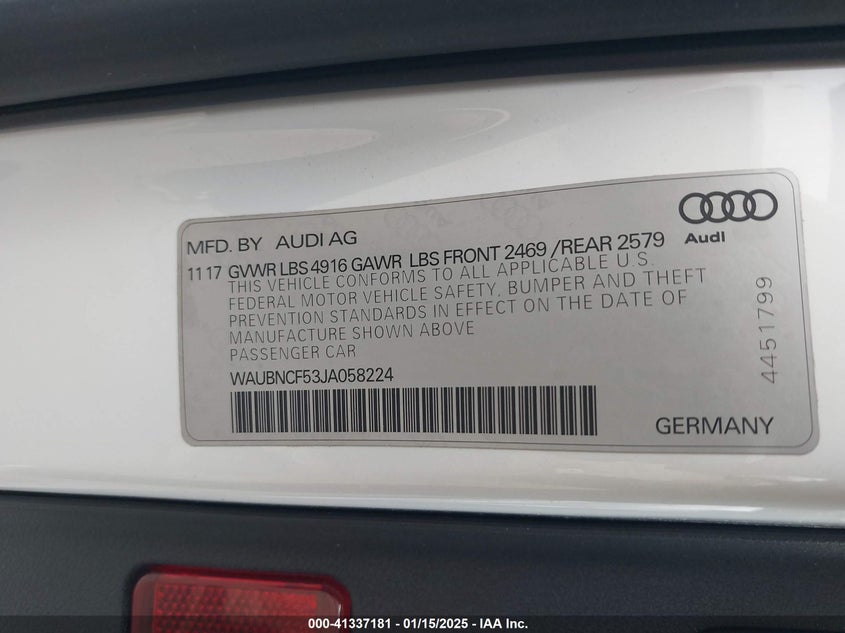 MFD. BY AUDI AG
Audi
11 17 GVWR LBS 4916 GAWR LBS FRONT 2469 /REAR 2579
THIS VEHICLE CONFORMS TO ALL APPLICABLE U S.
FEDERAL MOTOR VEHICLE SAFETY, BUMPER AND THEFT
PREVENTION STANDARDS IN EFFECT ON THE DATE OF
MANUFACTURE SHOWN ABOVE
PASSENGER CAR
WAUBNCF53JA058224
4451799
GERMANY
000-41337181 - 01/15/2025 - IAA Inc.